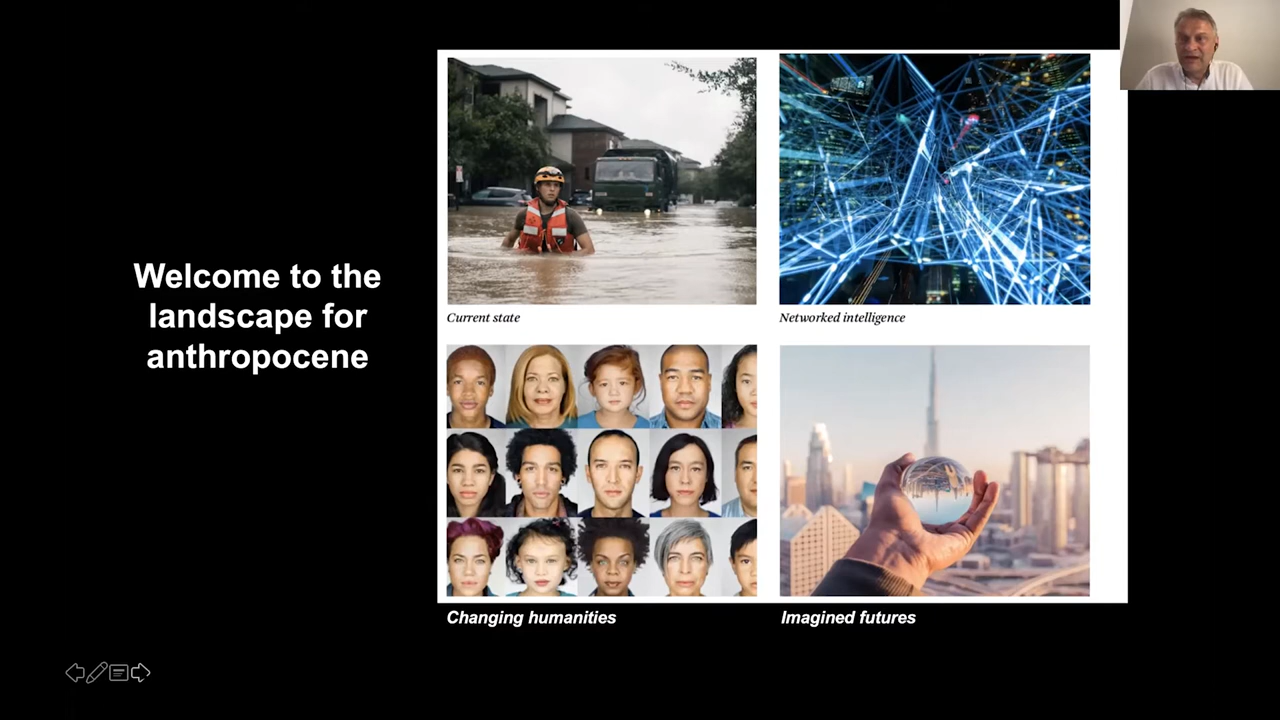 Welcome to the
landscape for
anthropocene
Current state
Networked intelligence
Changing humanities
Imagined futures